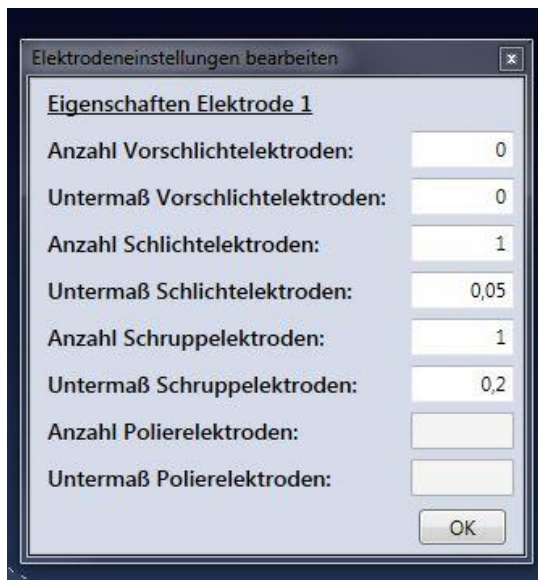 Elektrodeneinstellungen bearbeiten
Eigenschaften Elektrode 1
Anzahl Vorschlichtelektroden: 0
Untermaß Vorschlichtelektroden: 0
Anzahl Schlichtelektroden: 1
Untermaß Schlichtelektroden: 0,05
Anzahl Schruppelektroden: 1
Untermaß Schruppelektroden: 0,2
Anzahl Polierelektroden:
Untermaß Polierelektroden:
OK